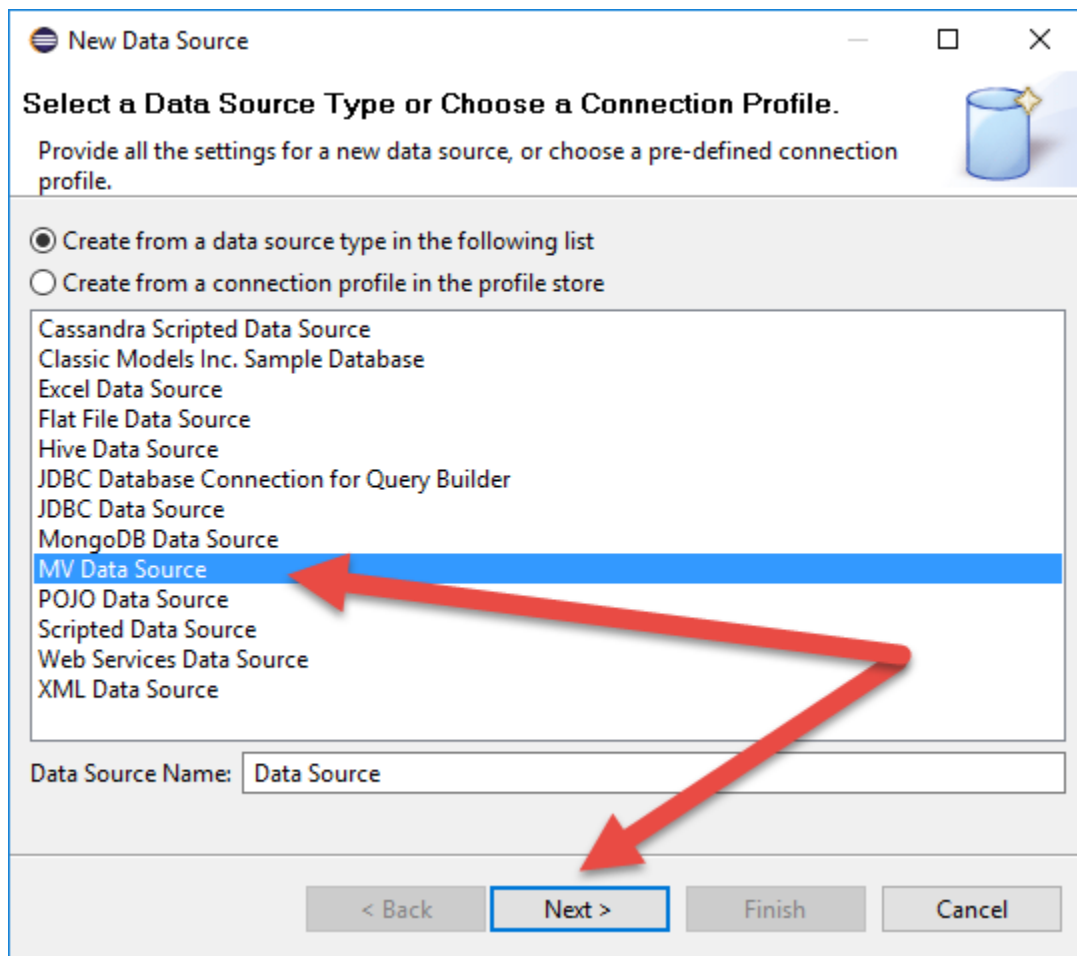 New Data Source
Select a Data Source Type or Choose a Connection Profile.
Provide all the settings for a new data source, or choose a pre-defined connection
profile.
Create from a data source type in the following list
Create from a connection profile in the profile store
Cassandra Scripted Data Source
Classic Models Inc. Sample Database
Excel Data Source
Flat File Data Source
Hive Data Source
JDBC Database Connection for Query Builder
JDBC Data Source
MongoDB Data Source
MV Data Source
POJO Data Source
Scripted Data Source
Web Services Data Source
XML Data Source
Data Source Name: Data Source
< Back Next > Finish Cancel